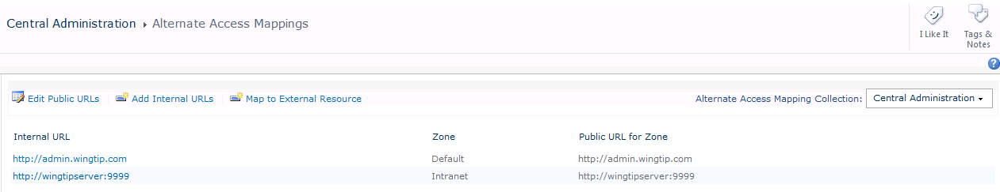 Central Administration ▸ Alternate Access Mappings
I Like It
Tags &
Notes
Edit Public URLs
Add Internal URLs
Map to External Resource
Alternate Access Mapping Collection: Central Administration
Internal URL Zone Public URL for Zone
http://admin.wingtip.com Default http://admin.wingtip.com
http://wingtipserver:9999 Intranet http://wingtipserver:9999